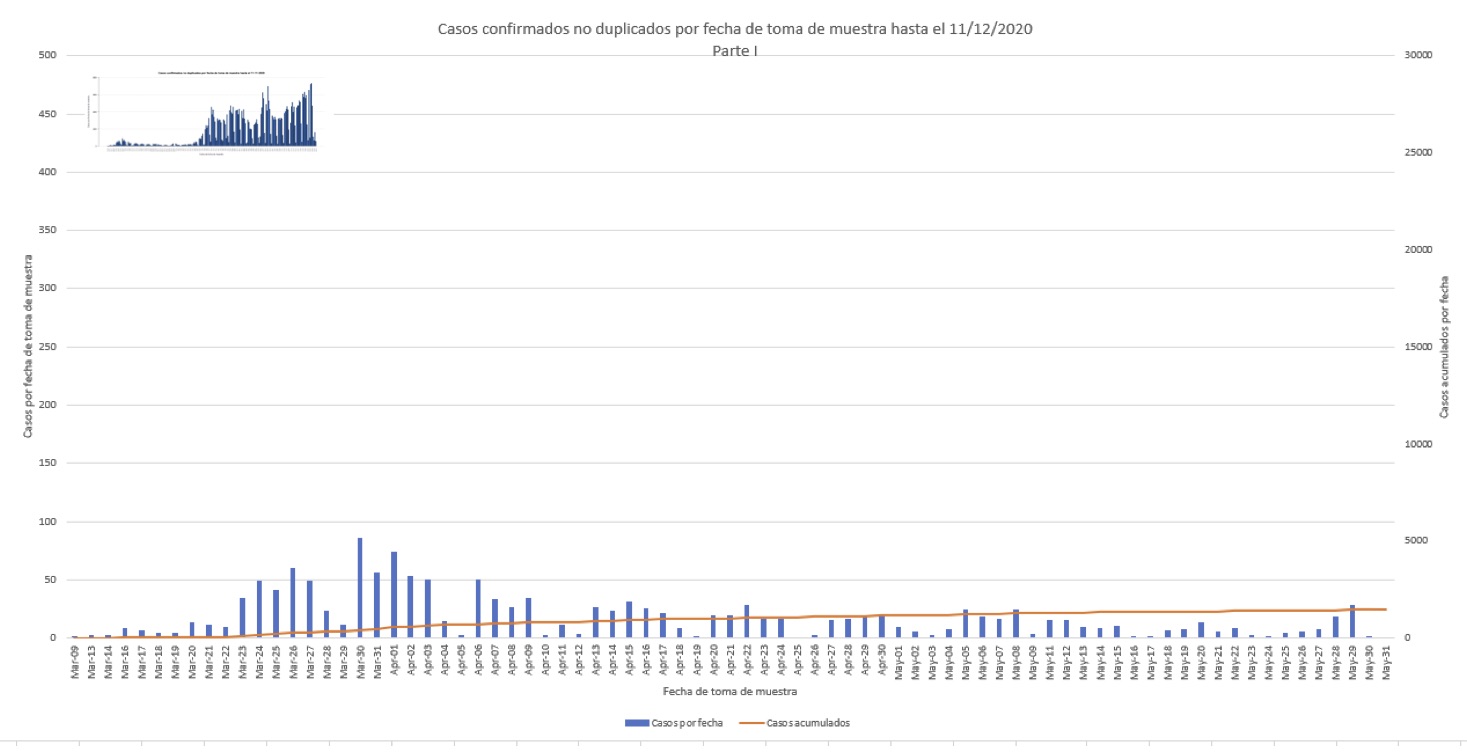 Casos confirmados no duplicados por fecha de toma de muestra hasta el 11/12/2020
Parte I
500
450
400
350
300
250
200
150
100
50
0
30000
25000
20000
15000
10000
5000
0
Casos por fecha de toma de muestra
Casos acumulados por fecha
Mar-09
Mar-13
Mar-14
Mar-16
Mar-17
Mar-18
Mar-19
Mar-20
Mar-21
Mar-22
Mar-23
Mar-24
Mar-25
Mar-26
Mar-27
Mar-28
Mar-29
Mar-30
Mar-31
Apr-01
Apr-02
Apr-03
Apr-04
Apr-05
Apr-06
Apr-07
Apr-08
Apr-09
Apr-10
Apr-11
Apr-12
Apr-13
Apr-14
Apr-15
Apr-16
Apr-17
Apr-18
Apr-19
Apr-20
Apr-21
Apr-22
Apr-23
Apr-24
Apr-25
Apr-26
Apr-27
Apr-28
Apr-29
Apr-30
May-01
May-02
May-03
May-04
May-05
May-06
May-07
May-08
May-09
May-11
May-12
May-13
May-14
May-15
May-16
May-17
May-18
May-19
May-20
May-21
May-22
May-23
May-24
May-25
May-26
May-27
May-28
May-29
May-30
May-31
Fecha de toma de muestra
Casos por fecha
Casos acumulados